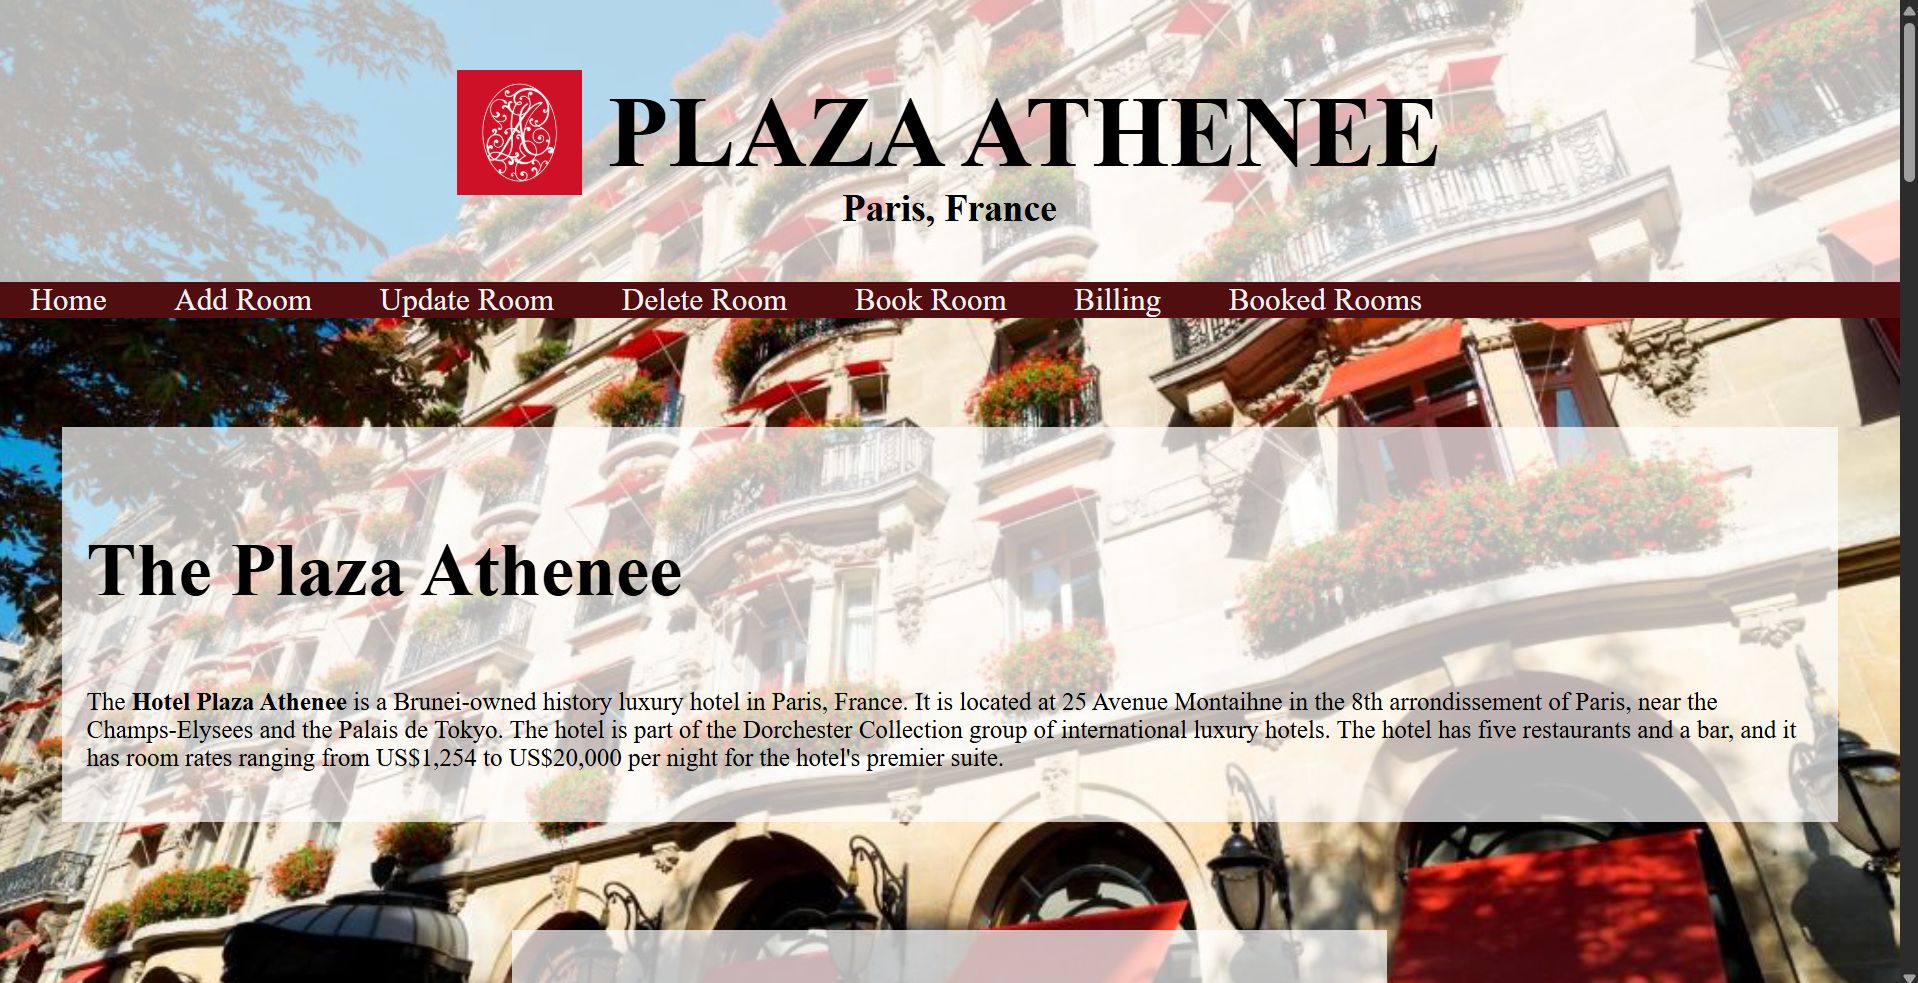 PLAZA ATHENEE
Paris, France
Home Add Room Update Room Delete Room Book Room Billing Booked Rooms
The Plaza Athenee
The Hotel Plaza Athenee is a Brunei-owned history luxury hotel in Paris, France. It is located at 25 Avenue Montaihne in the 8th arrondissement of Paris, near the
Champs-Elysees and the Palais de Tokyo. The hotel is part of the Dorchester Collection group of international luxury hotels. The hotel has five restaurants and a bar, and it
has room rates ranging from US$1,254 to US$20,000 per night for the hotel's premier suite.